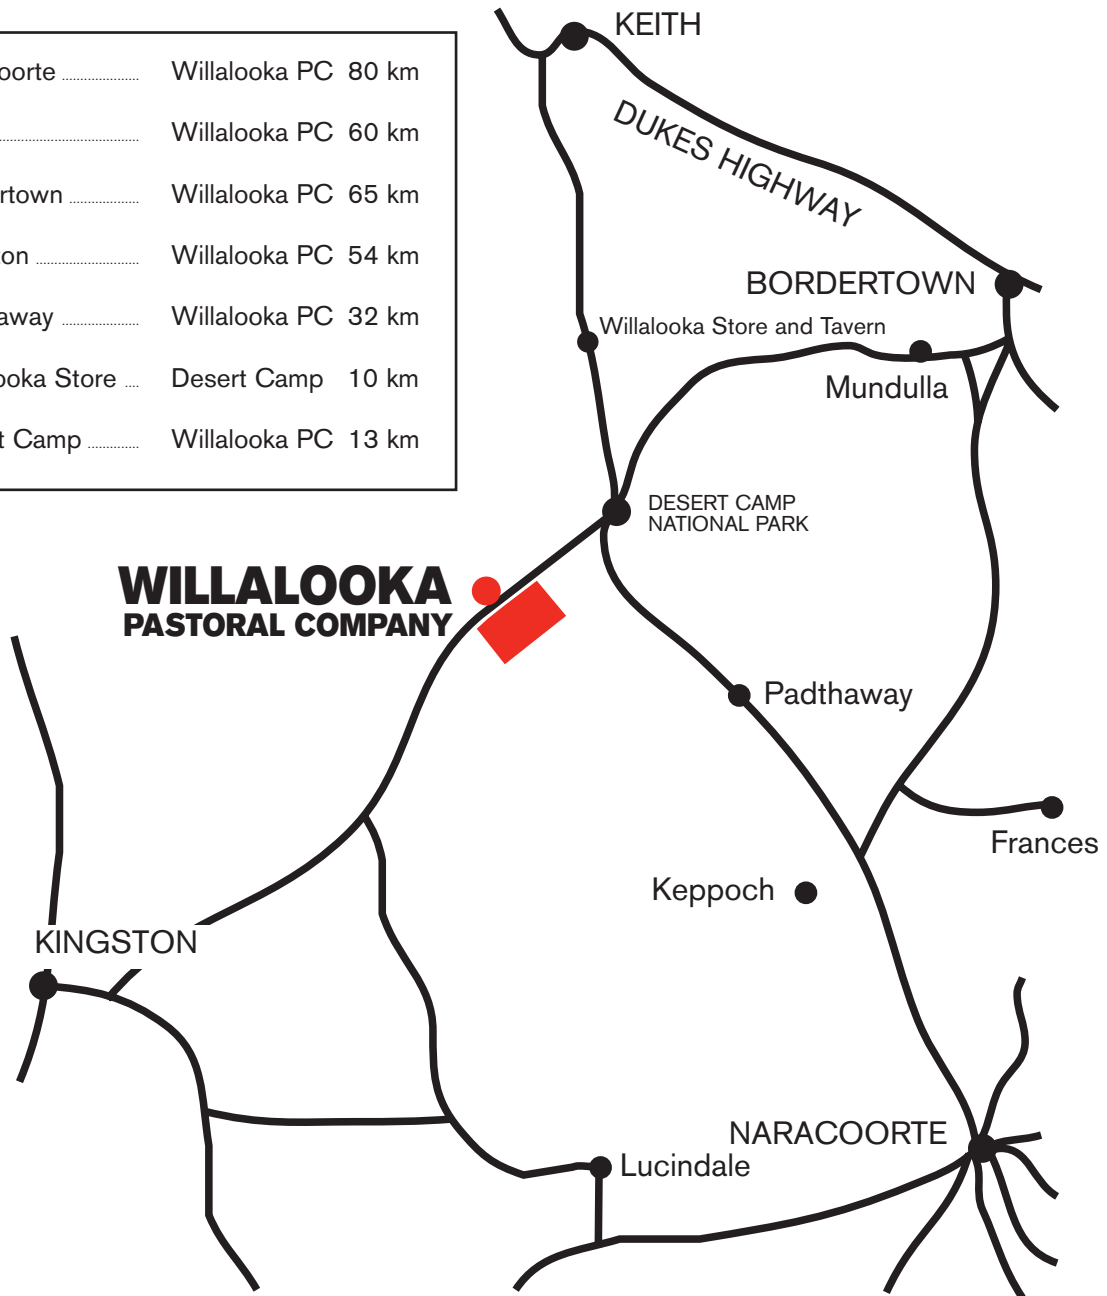 KEITH
oorte ..................... Willalooka PC 80 km
..................................... Willalooka PC 60 km
rtown ................... Willalooka PC 65 km
on ............................ Willalooka PC 54 km
away ..................... Willalooka PC 32 km
ooka Store .... Desert Camp 10 km
t Camp .............. Willalooka PC 13 km
DUKES HIGHWAY
BORDERTOWN
Willalooka Store and Tavern
Mundulla
DESERT CAMP
NATIONAL PARK
WILLALOOKA
PASTORAL COMPANY
Padthaway
Frances
Keppoch
KINGSTON
NARACOORTE
Lucindale